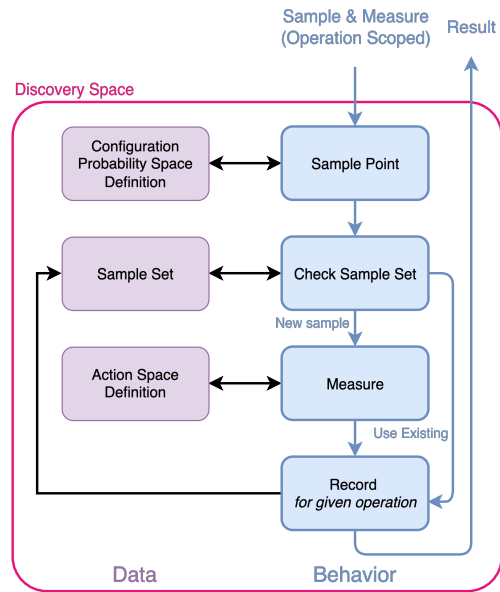 Sample & Measure
(Operation Scoped)
Result
Discovery Space
Configuration
Probability Space
Definition
Sample Point
Sample Set
Check Sample Set
New sample
Action Space
Definition
Measure
Use Existing
Record
for given operation
Data
Behavior